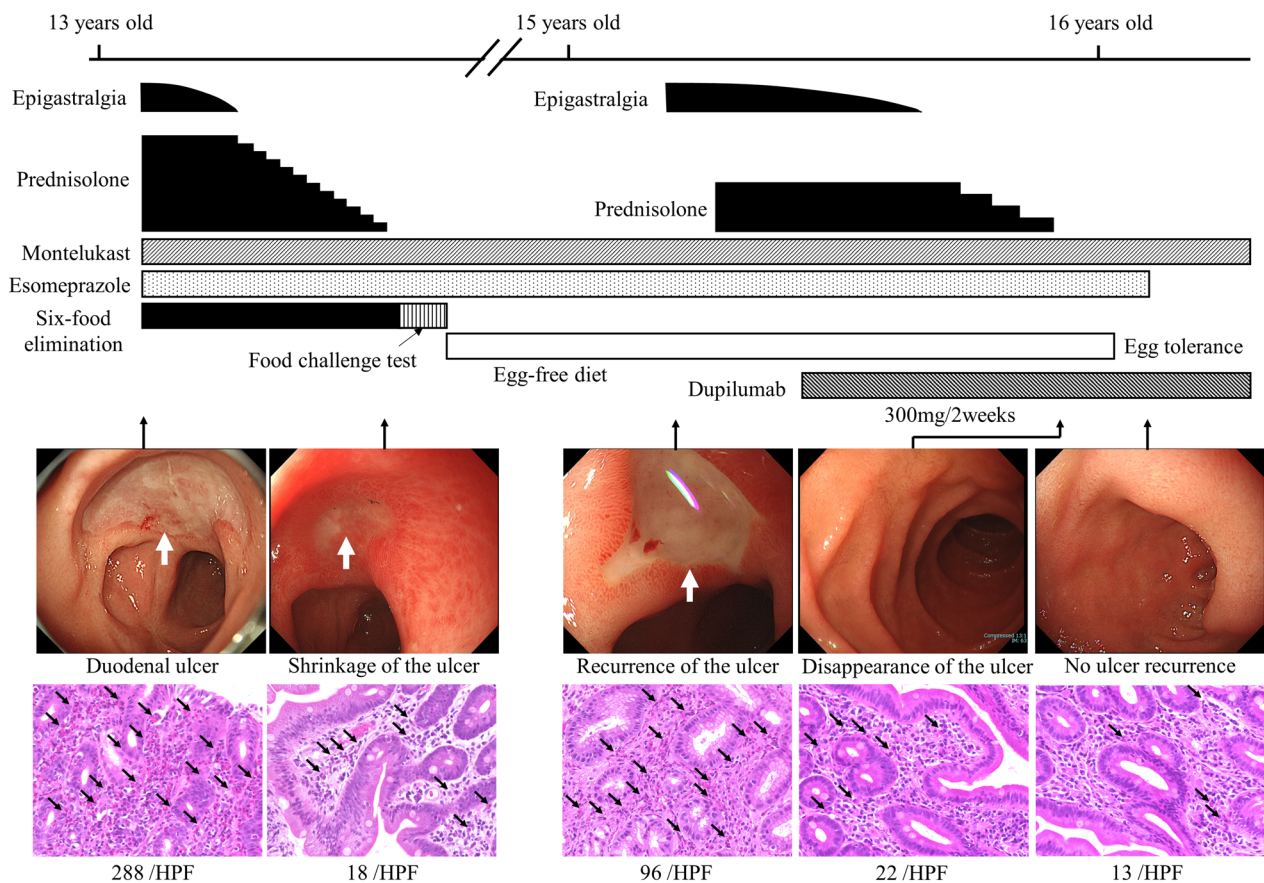 13 years old
15 years old
16 years old
Epigastralgia
Epigastralgia
Prednisolone
Prednisolone
Montelukast
Esomeprazole
Six-food
elimination
Food challenge test
Egg-free diet
Egg tolerance
Dupilumab
300mg/2weeks
Duodenal ulcer
Shrinkage of the ulcer
Recurrence of the ulcer
Disappearance of the ulcer
No ulcer recurrence
288 /HPF
18 /HPF
96 /HPF
22 /HPF
13 /HPF